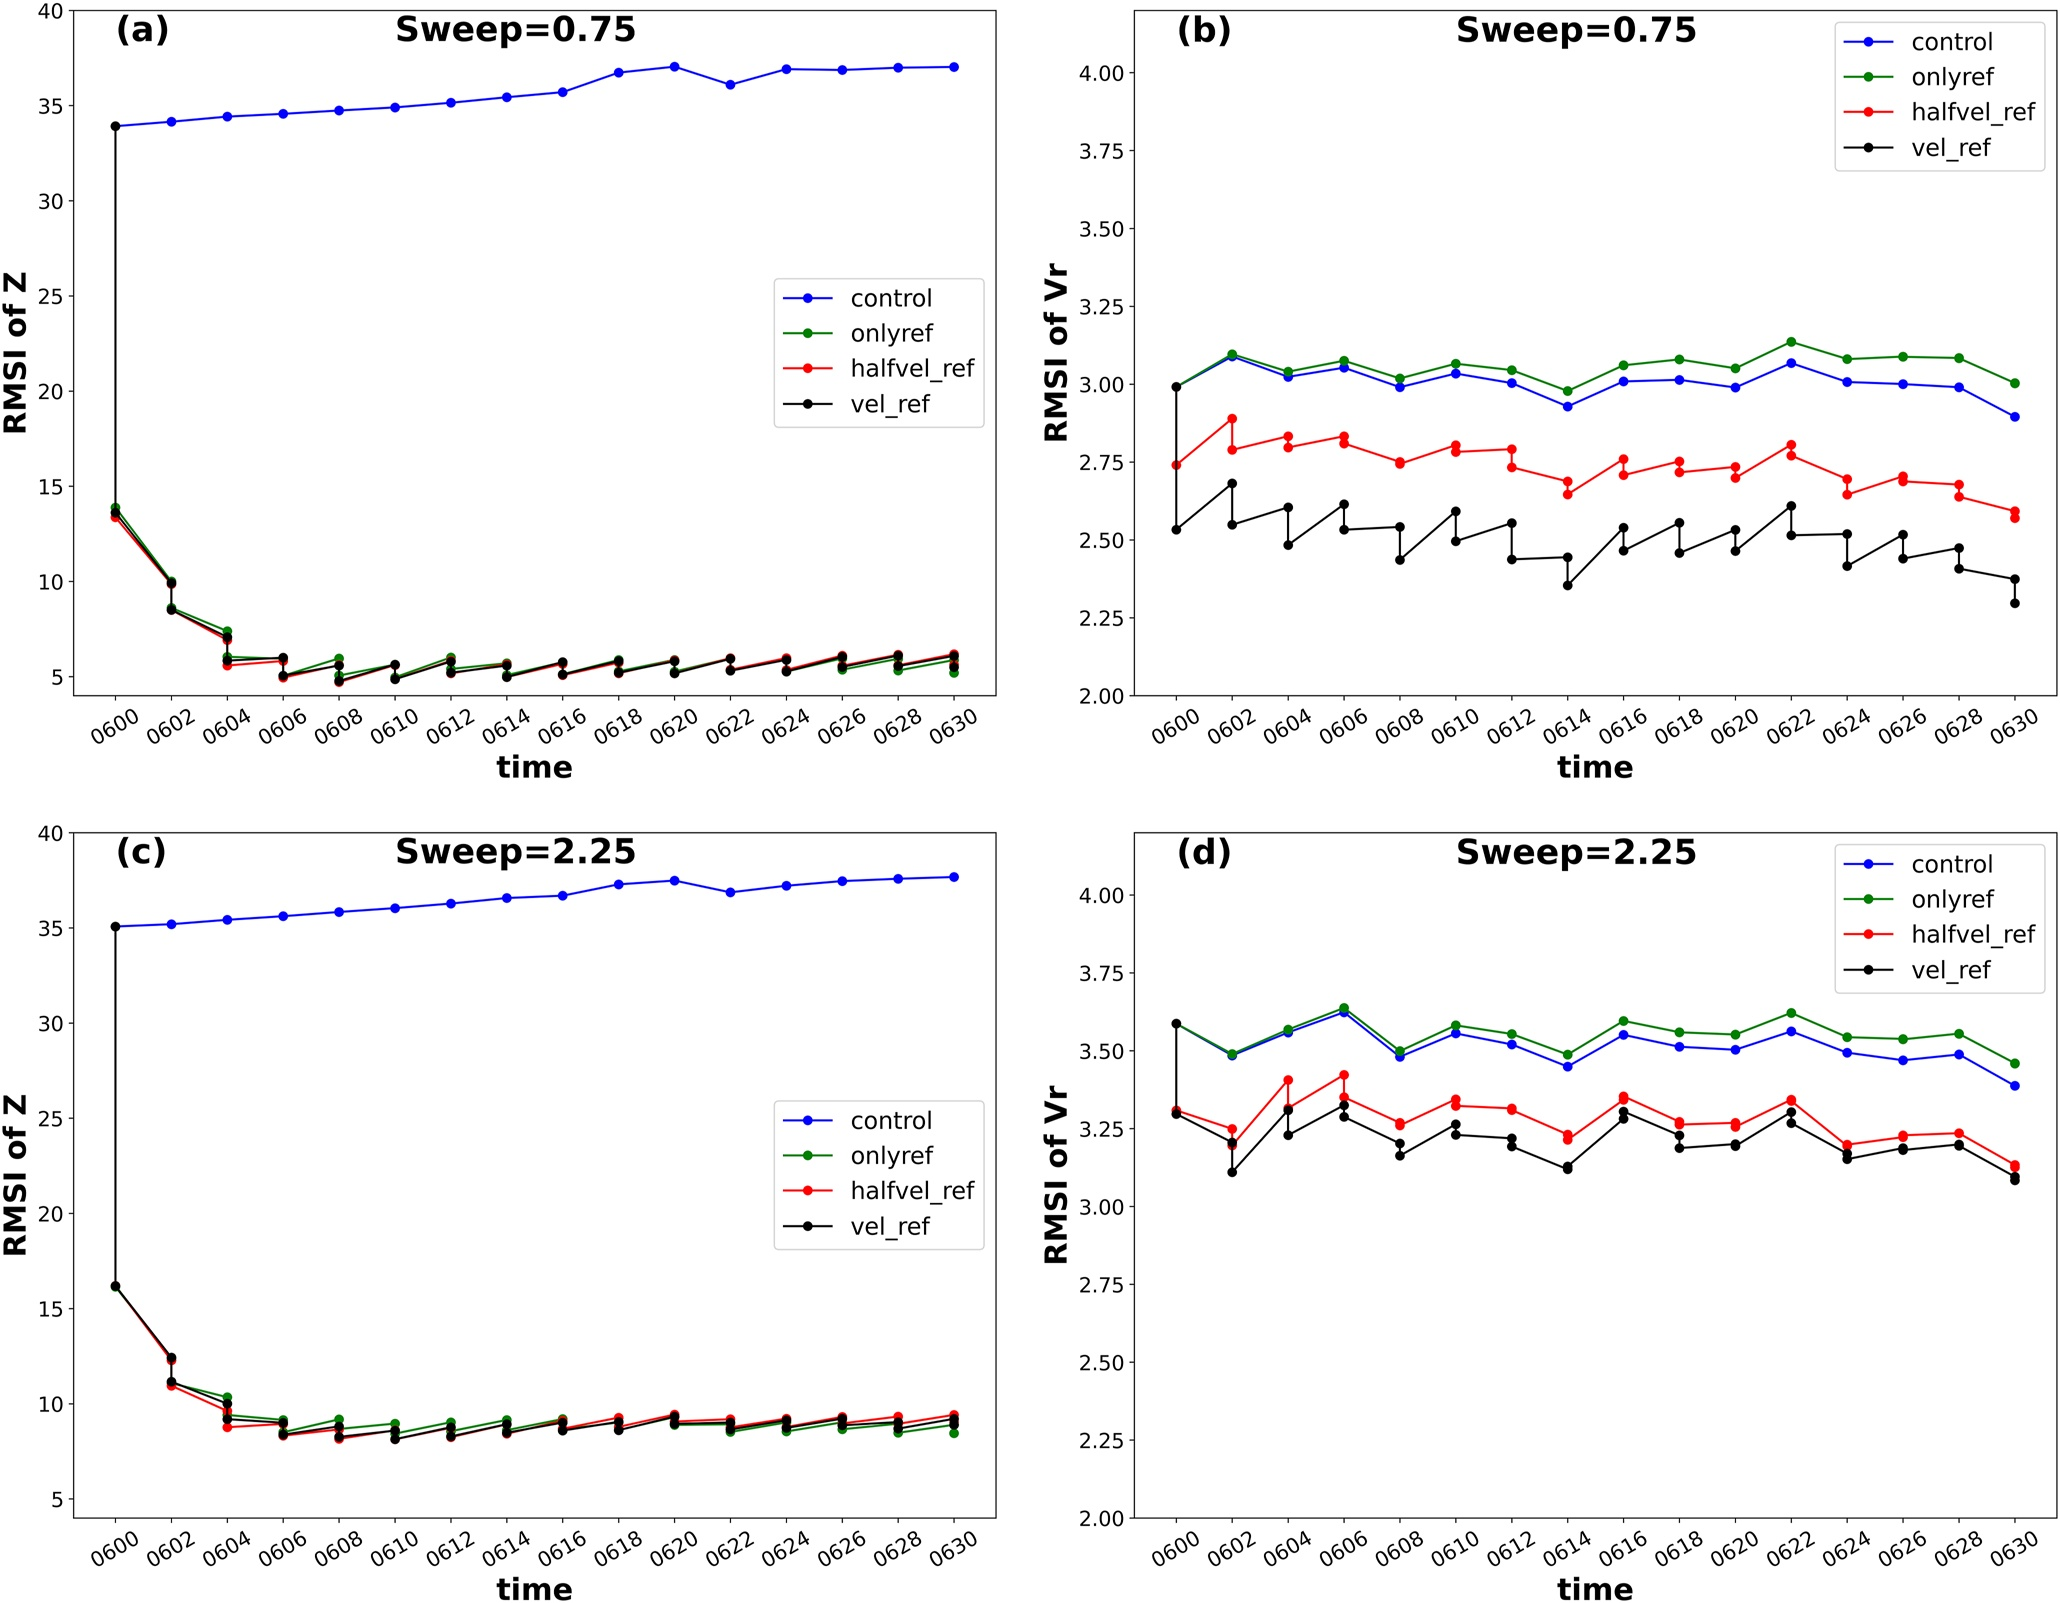 (a) Sweep=0.75
RMSI of Z
40
35
30
25
20
15
10
5
control
onlyref
halfvel_ref
vel_ref
0600 0602 0604 0606 0608 0610 0612 0614 0616 0618 0620 0622 0624 0626 0628 0630
time
(b) Sweep=0.75
RMSI of Vr
4.00
3.75
3.50
3.25
3.00
2.75
2.50
2.25
2.00
control
onlyref
halfvel_ref
vel_ref
0600 0602 0604 0606 0608 0610 0612 0614 0616 0618 0620 0622 0624 0626 0628 0630
time
(c) Sweep=2.25
RMSI of Z
40
35
30
25
20
15
10
5
control
onlyref
halfvel_ref
vel_ref
0600 0602 0604 0606 0608 0610 0612 0614 0616 0618 0620 0622 0624 0626 0628 0630
time
(d) Sweep=2.25
RMSI of Vr
4.00
3.75
3.50
3.25
3.00
2.75
2.50
2.25
2.00
control
onlyref
halfvel_ref
vel_ref
0600 0602 0604 0606 0608 0610 0612 0614 0616 0618 0620 0622 0624 0626 0628 0630
time